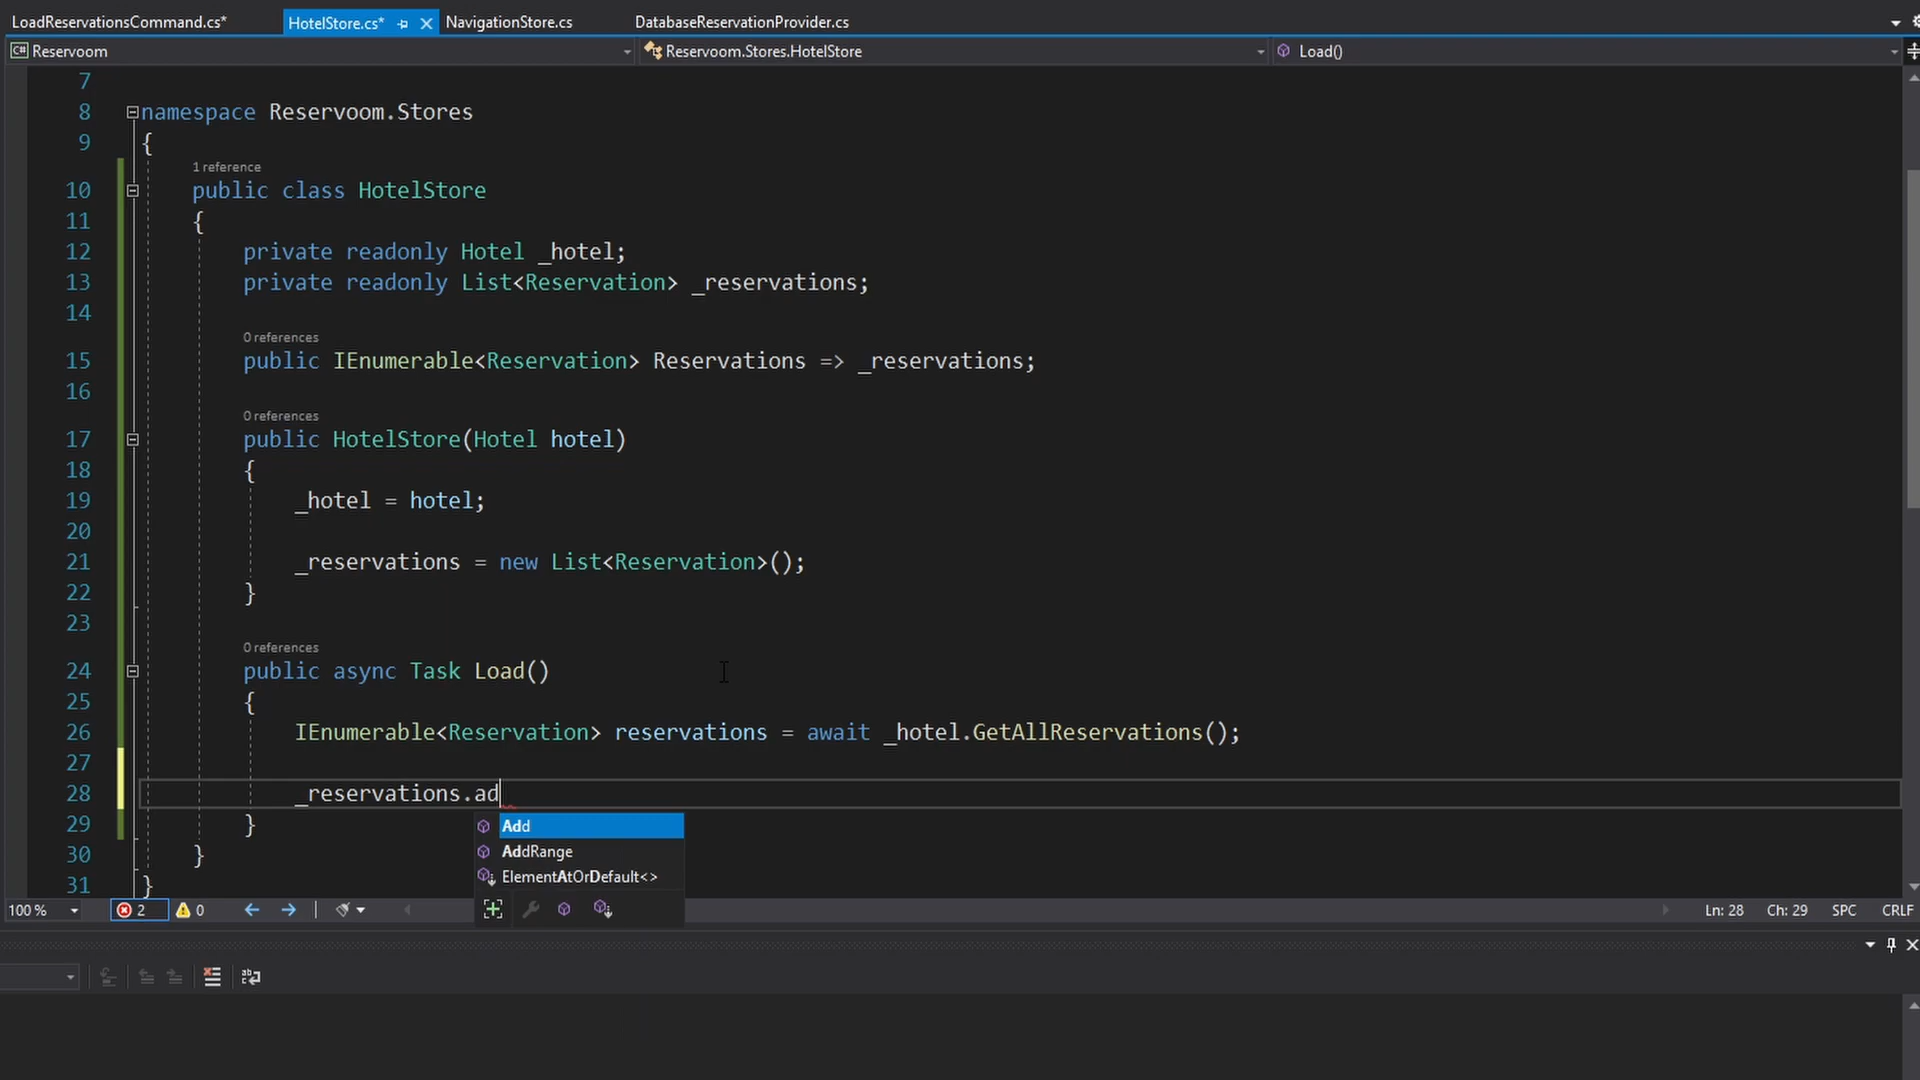 LoadReservationsCommand.cs*
HotelStore.cs*
NavigationStore.cs
DatabaseReservationProvider.cs
C# Reservoom
Reservoom.Stores.HotelStore
Load()
7
8 namespace Reservoom.Stores
9 {
1 reference
10 public class HotelStore
11 {
12 private readonly Hotel _hotel;
13 private readonly List<Reservation> _reservations;
14
0 references
15 public IEnumerable<Reservation> Reservations => _reservations;
16
0 references
17 public HotelStore(Hotel hotel)
18 {
19 _hotel = hotel;
20
21 _reservations = new List<Reservation>();
22 }
23
0 references
24 public async Task Load()
25 {
26 IEnumerable<Reservation> reservations = await _hotel.GetAllReservations();
27
28 _reservations.ad
29 }
Add
AddRange
30 }
ElementAtOrDefault<>
31 }
100 %
2
0
Ln: 28
Ch: 29
SPC
CRLF